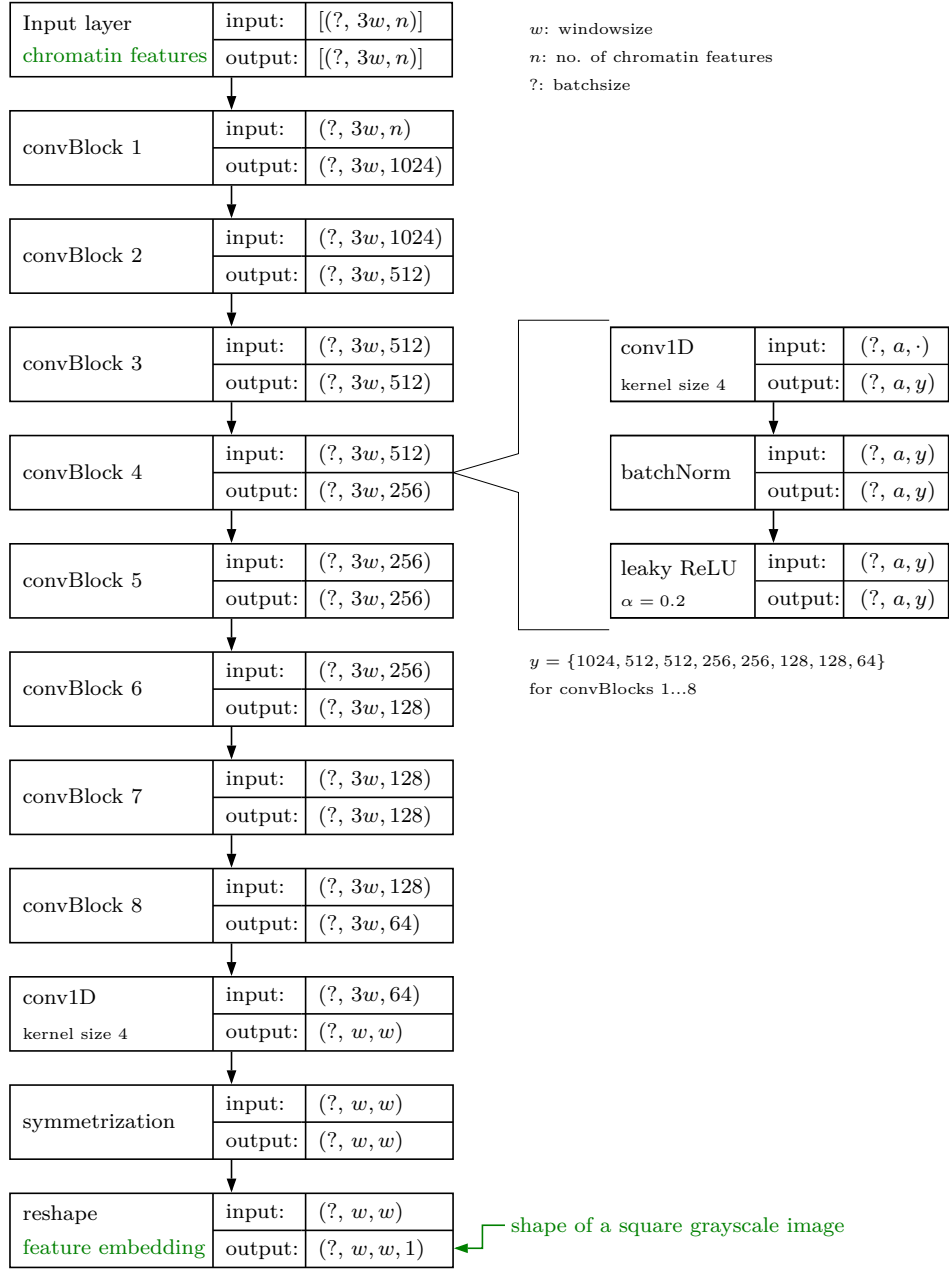 Input layer
chromatin features
input:
[(?, 3w, n)]
output:
[(?, 3w, n)]
w: windowsize
n: no. of chromatin features
?: batchsize
convBlock 1
input:
(?, 3w, n)
output:
(?, 3w, 1024)
convBlock 2
input:
(?, 3w, 1024)
output:
(?, 3w, 512)
convBlock 3
input:
(?, 3w, 512)
output:
(?, 3w, 512)
convBlock 4
input:
(?, 3w, 512)
output:
(?, 3w, 256)
convBlock 5
input:
(?, 3w, 256)
output:
(?, 3w, 256)
convBlock 6
input:
(?, 3w, 256)
output:
(?, 3w, 128)
convBlock 7
input:
(?, 3w, 128)
output:
(?, 3w, 128)
convBlock 8
input:
(?, 3w, 128)
output:
(?, 3w, 64)
conv1D
kernel size 4
input:
(?, 3w, 64)
output:
(?, w, w)
symmetrization
input:
(?, w, w)
output:
(?, w, w)
reshape
feature embedding
input:
(?, w, w)
output:
(?, w, w, 1)
shape of a square grayscale image
conv1D
kernel size 4
input:
(?, a, ·)
output:
(?, a, y)
batchNorm
input:
(?, a, y)
output:
(?, a, y)
leaky ReLU
α = 0.2
input:
(?, a, y)
output:
(?, a, y)
y = {1024, 512, 512, 256, 256, 128, 128, 64}
for convBlocks 1...8